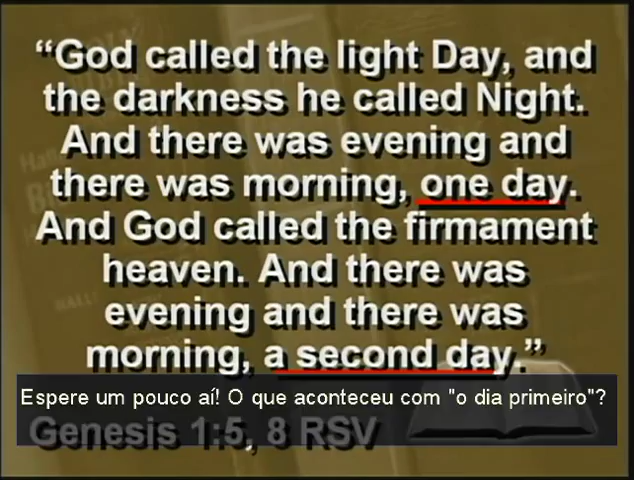 “God called the light Day, and
the darkness he called Night.
And there was evening and
there was morning, one day.
And God called the firmament
heaven. And there was
evening and there was
morning, a second day.”
Espere um pouco aí! O que aconteceu com "o dia primeiro"?
Genesis 1:5, 8 RSV